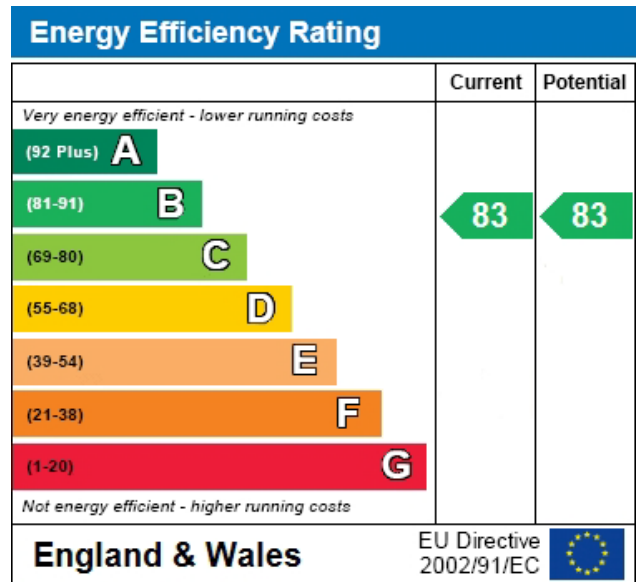 Energy Efficiency Rating
Current Potential
Very energy efficient - lower running costs
(92 Plus) A
(81-91) B
83 83
(69-80) C
(55-68) D
(39-54) E
(21-38) F
(1-20) G
Not energy efficient - higher running costs
England & Wales
EU Directive
2002/91/EC